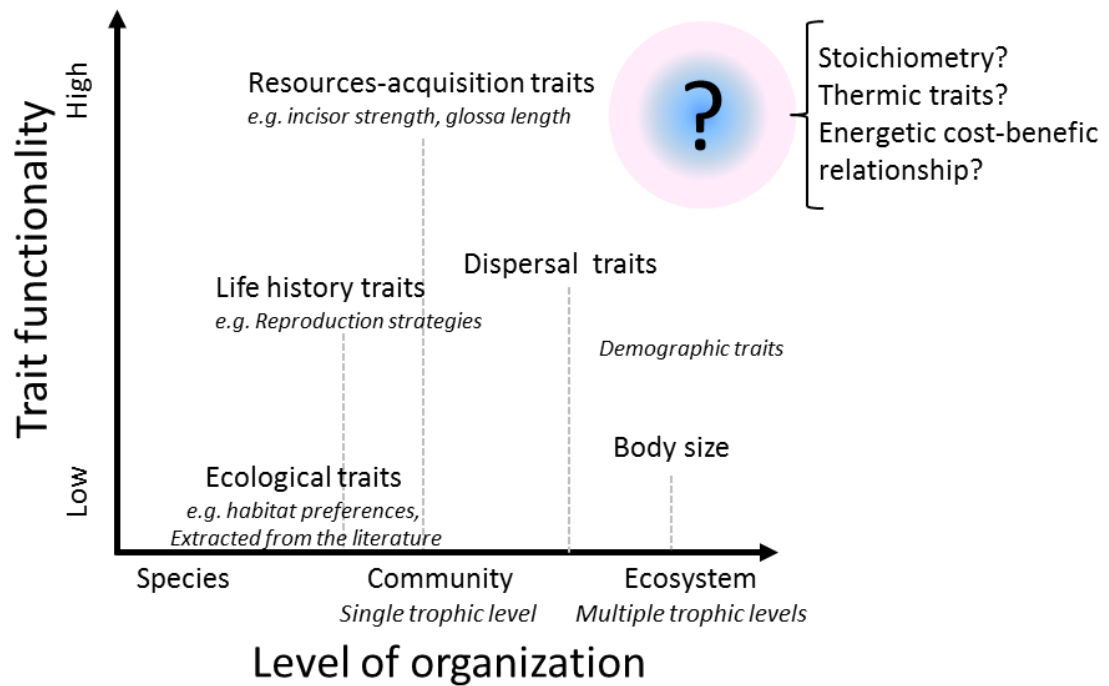 Trait functionality
High
Low
Resources-acquisition traits
e.g. incisor strength, glossa length
?
Stoichiometry?
Thermic traits?
Energetic cost-benefic
relationship?
Dispersal traits
Life history traits
e.g. Reproduction strategies
Demographic traits
Body size
Ecological traits
e.g. habitat preferences,
Extracted from the literature
Species
Community
Ecosystem
Single trophic level
Multiple trophic levels
Level of organization